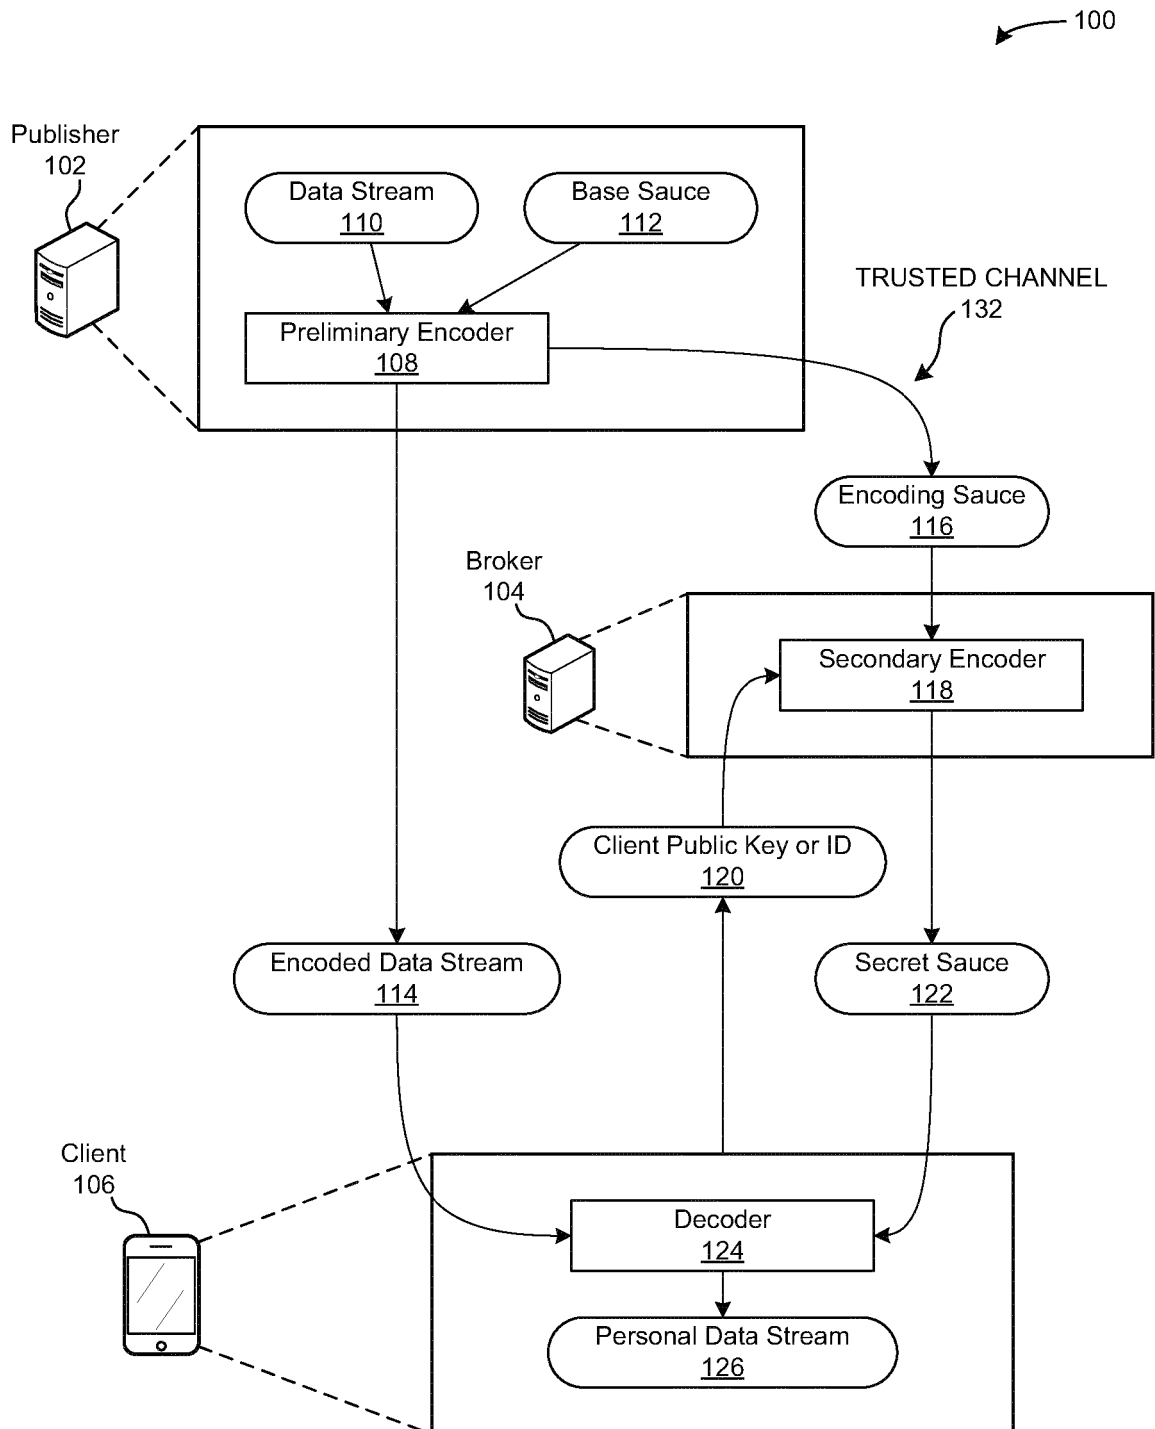 100
Publisher
102
Data Stream
110
Base Sauce
112
TRUSTED CHANNEL
132
Preliminary Encoder
108
Encoding Sauce
116
Broker
104
Secondary Encoder
118
Client Public Key or ID
120
Encoded Data Stream
114
Secret Sauce
122
Client
106
Decoder
124
Personal Data Stream
126